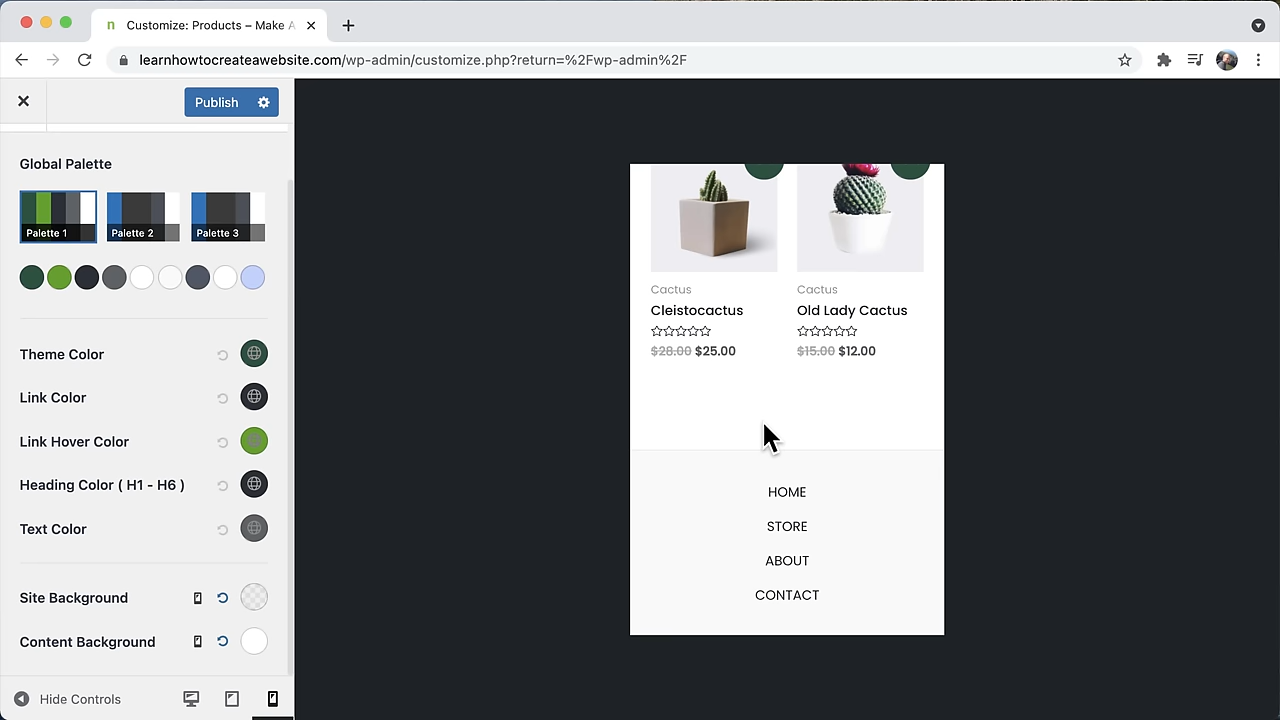 Customize: Products – Make A
learnhowtocreateawebsite.com/wp-admin/customize.php?return=%2Fwp-admin%2F
Publish
Global Palette
Palette 1
Palette 2
Palette 3
Theme Color
Link Color
Link Hover Color
Heading Color ( H1 - H6 )
Text Color
Site Background
Content Background
Hide Controls
Cactus
Cleistocactus
$28.00 $25.00
Cactus
Old Lady Cactus
$15.00 $12.00
HOME
STORE
ABOUT
CONTACT